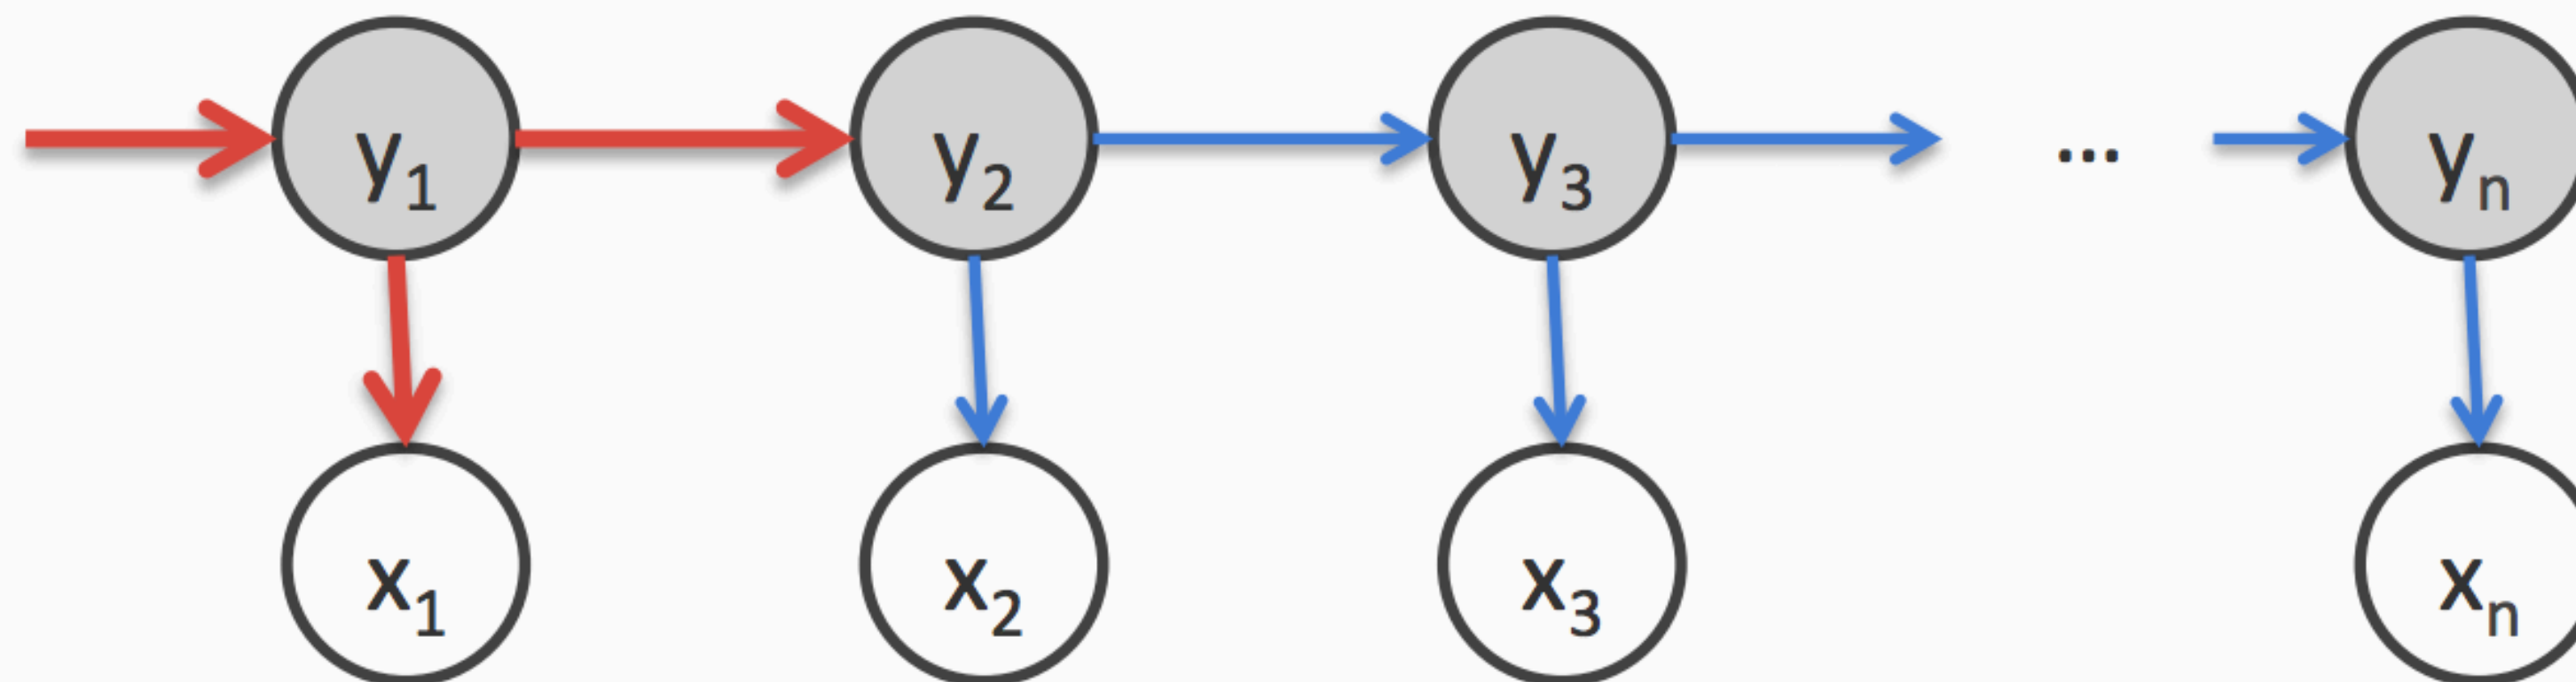 y₁ y₂ y₃ ... yₙ
x₁ x₂ x₃ xₙ